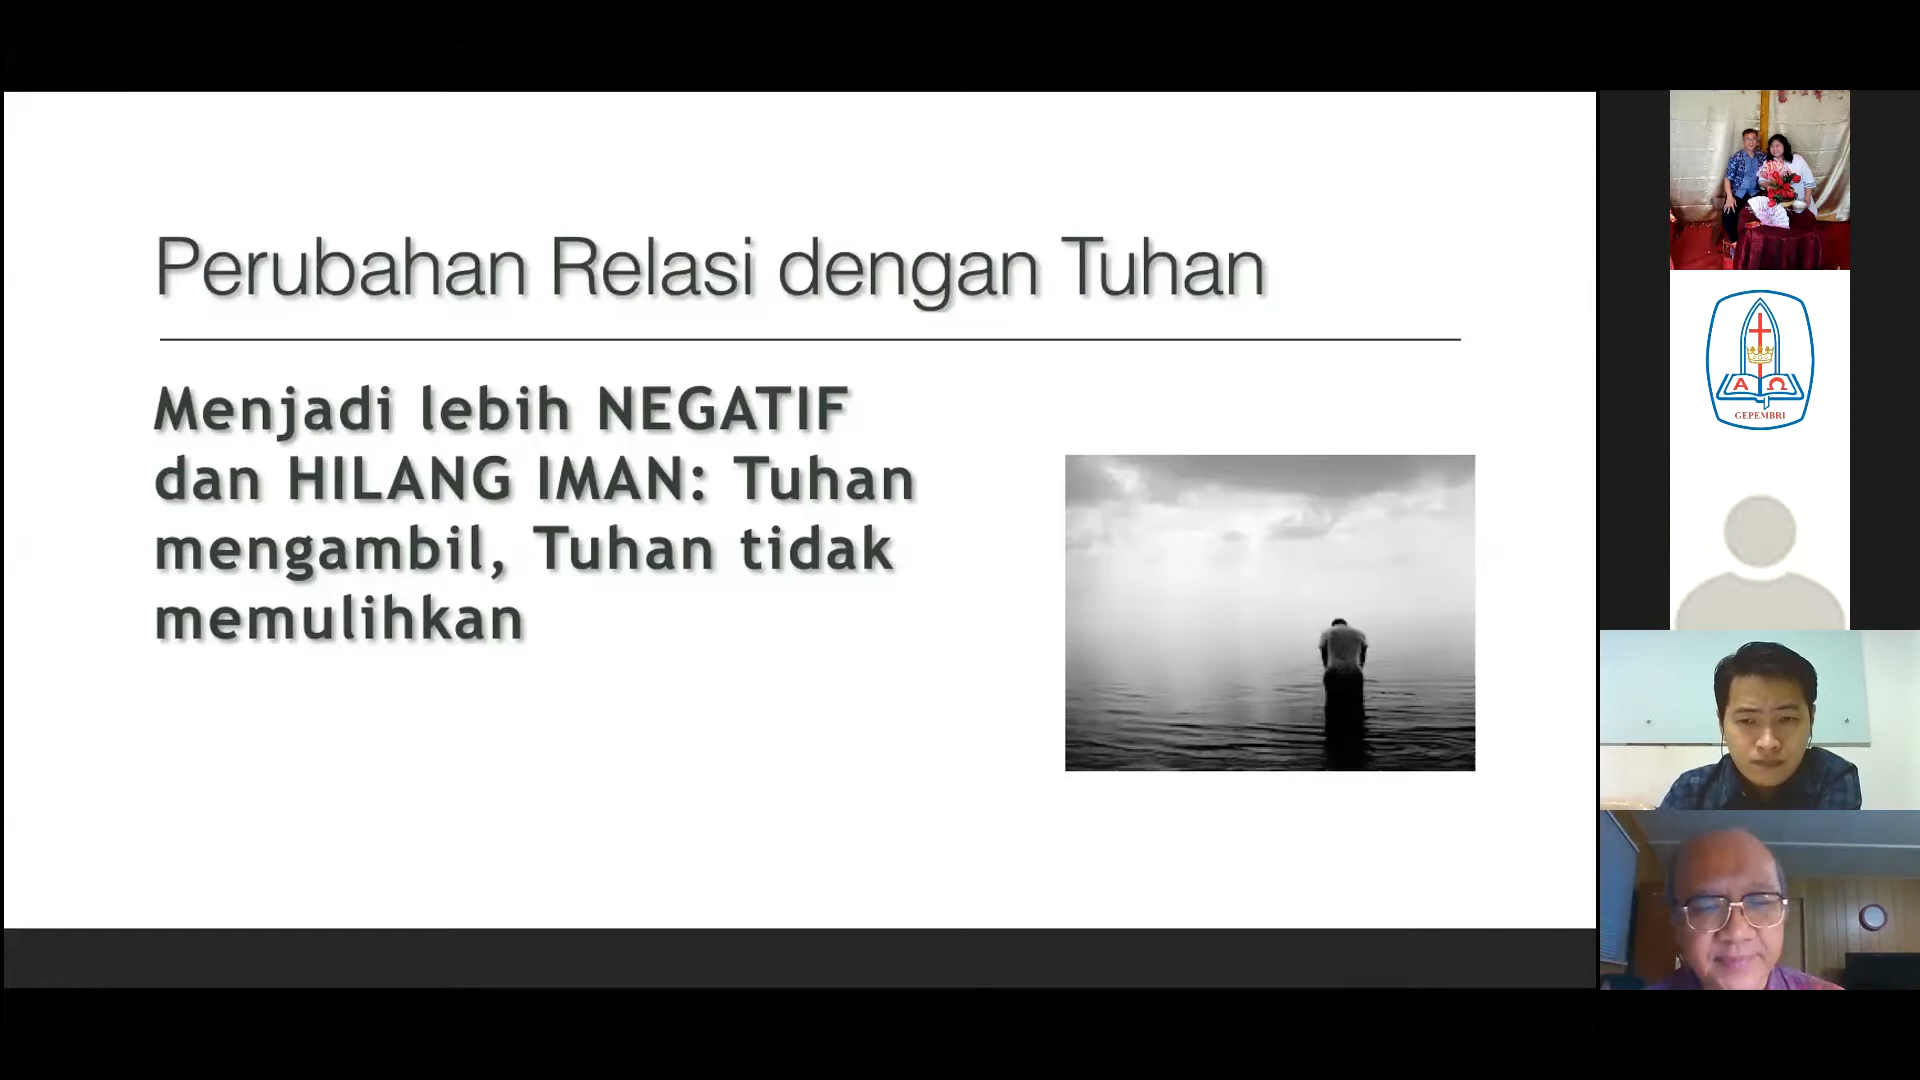 Perubahan Relasi dengan Tuhan
Menjadi lebih NEGATIF
dan HILANG IMAN: Tuhan
mengambil, Tuhan tidak
memulihkan
Α Ω
GEPEMBRI